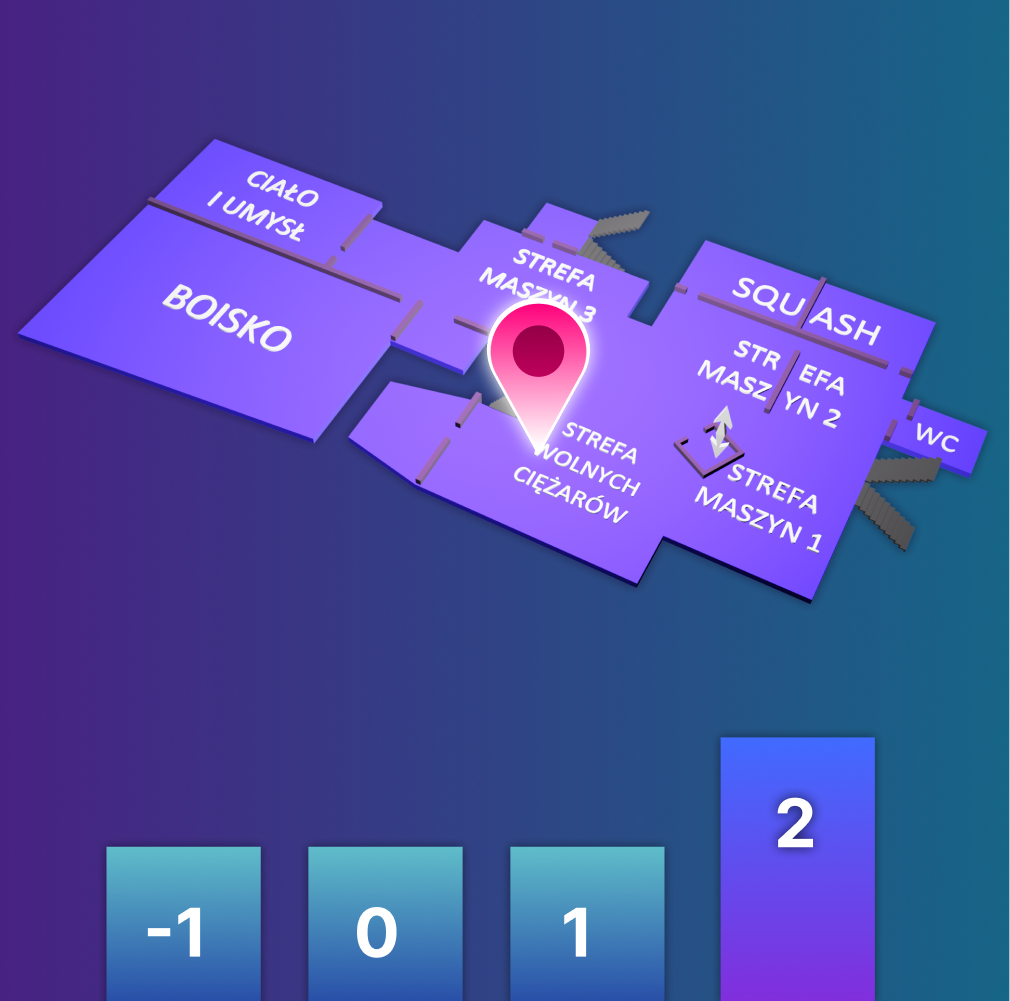 CIAŁO
I UMYSŁ
BOISKO
STREFA
MASZYN 3
SQUASH
STREFA
MASZYN 2
WC
STREFA
WOLNYCH
CIĘŻARÓW
STREFA
MASZYN 1
-1
0
1
2